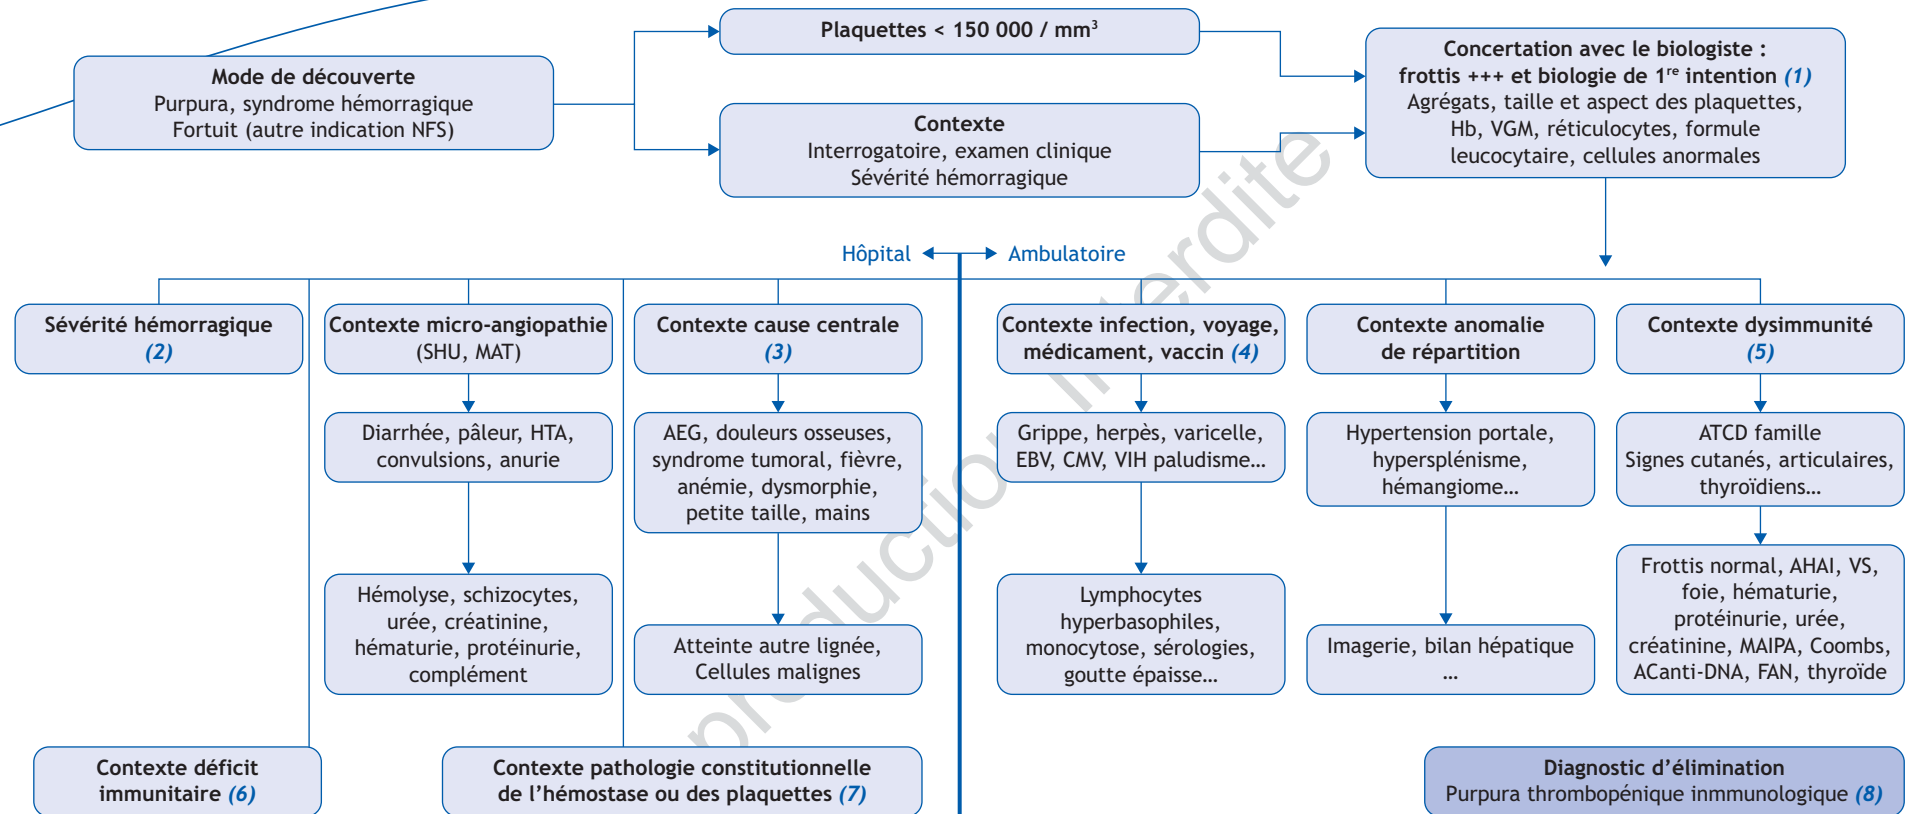 Mode de découverte
Purpura, syndrome hémorragique
Fortuit (autre indication NFS)
Plaquettes < 150 000 / mm³
Contexte
Interrogatoire, examen clinique
Sévérité hémorragique
Concertation avec le biologiste :
frottis +++ et biologie de 1re intention (1)
Agrégats, taille et aspect des plaquettes,
Hb, VGM, réticulocytes, formule
leucocytaire, cellules anormales
Hôpital
Ambulatoire
Sévérité hémorragique
(2)
Contexte micro-angiopathie
(SHU, MAT)
Diarrhée, pâleur, HTA,
convulsions, anurie
Hémolyse, schizocytes,
urée, créatinine,
hématurie, protéinurie,
complément
Contexte cause centrale
(3)
AEG, douleurs osseuses,
syndrome tumoral, fièvre,
anémie, dysmorphie,
petite taille, mains
Atteinte autre lignée,
Cellules malignes
Contexte infection, voyage,
médicament, vaccin (4)
Grippe, herpès, varicelle,
EBV, CMV, VIH paludisme…
Lymphocytes
hyperbasophiles,
monocytose, sérologies,
goutte épaisse…
Contexte anomalie
de répartition
Hypertension portale,
hypersplénisme,
hémangiome…
Imagerie, bilan hépatique
…
Contexte dysimmunité
(5)
ATCD famille
Signes cutanés, articulaires,
thyroïdiens…
Frottis normal, AHAI, VS,
foie, hématurie,
protéinurie, urée,
créatinine, MAIPA, Coombs,
ACanti-DNA, FAN, thyroïde
Contexte déficit
immunitaire (6)
Contexte pathologie constitutionnelle
de l'hémostase ou des plaquettes (7)
Diagnostic d'élimination
Purpura thrombopénique inmmunologique (8)
production interdite